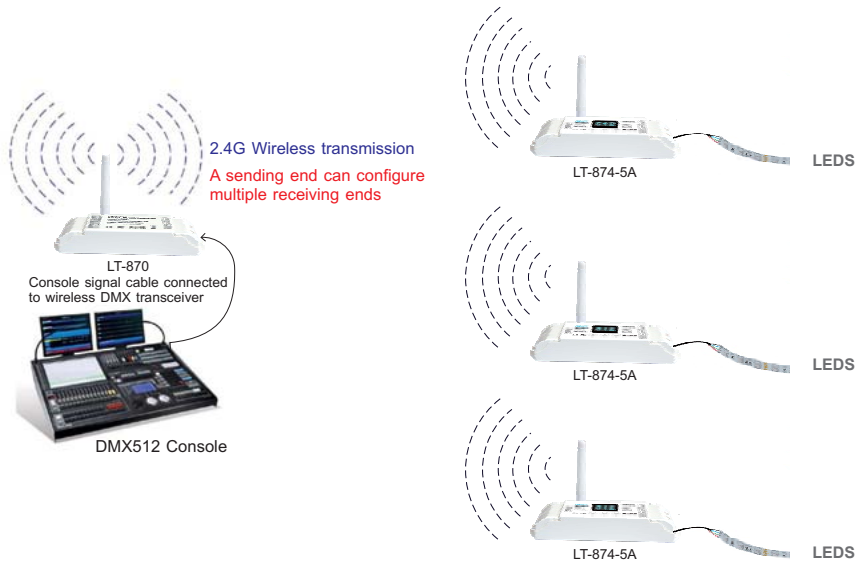 2.4G Wireless transmission
A sending end can configure
multiple receiving ends
LT-870
Console signal cable connected
to wireless DMX transceiver
DMX512 Console
LT-874-5A
LEDS
LT-874-5A
LEDS
LT-874-5A
LEDS